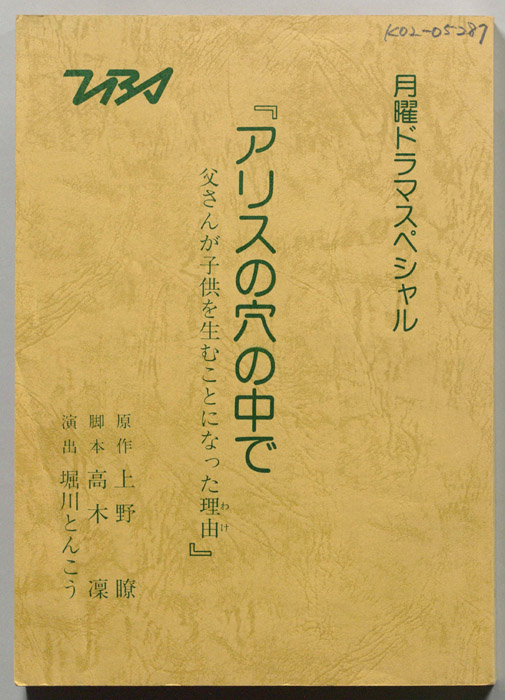 K02-05287
TBS
月曜ドラマスペシャル
『アリスの穴の中で
父さんが子供を生むことになった理由』
わけ
原作 上野 瞭
脚本 高木 凜
演出 堀川とんこう